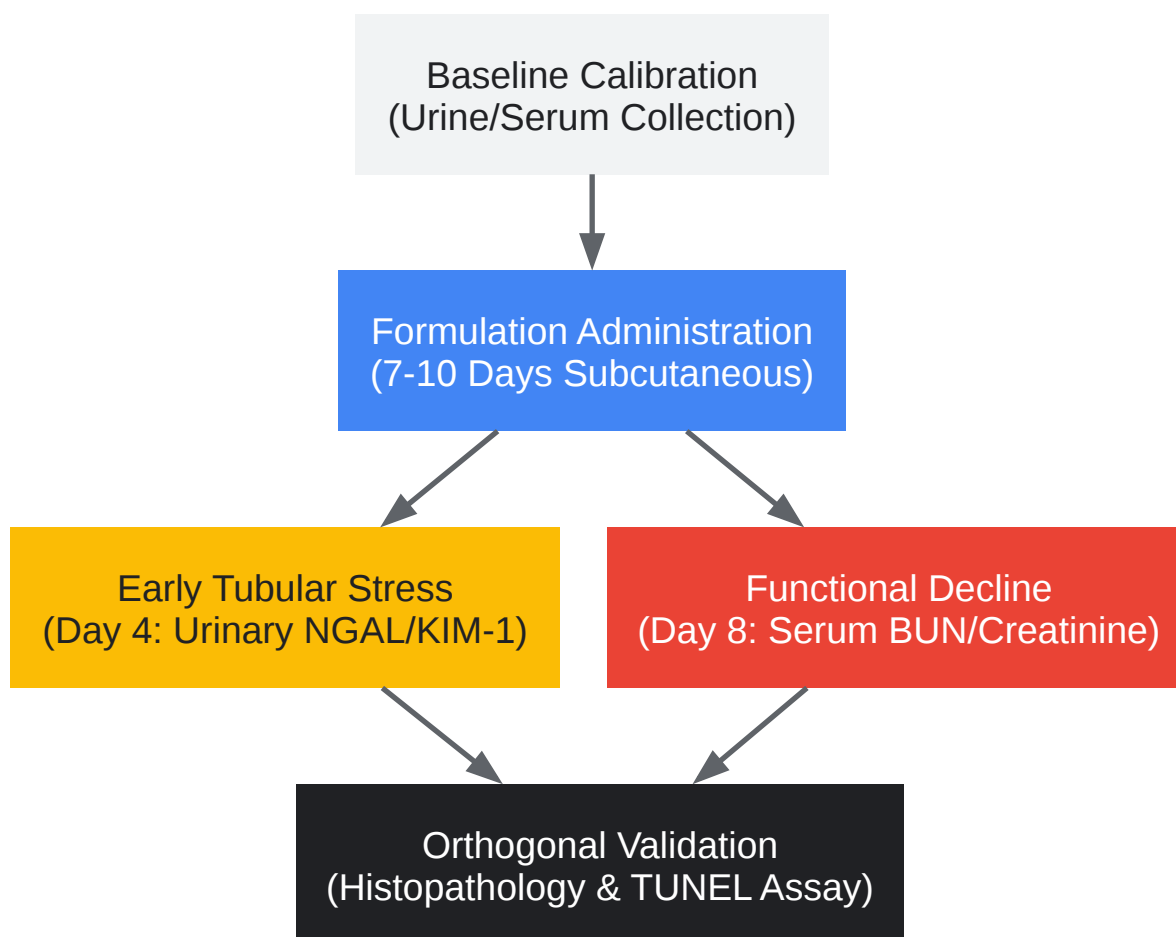 Baseline Calibration
(Urine/Serum Collection)
Formulation Administration
(7-10 Days Subcutaneous)
Early Tubular Stress
(Day 4: Urinary NGAL/KIM-1)
Functional Decline
(Day 8: Serum BUN/Creatinine)
Orthogonal Validation
(Histopathology & TUNEL Assay)